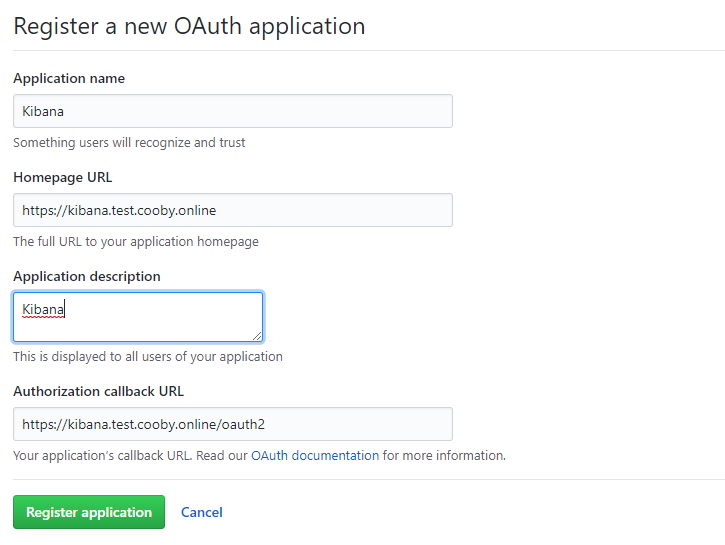 Register a new OAuth application
Application name
Kibana
Something users will recognize and trust
Homepage URL
https://kibana.test.cooby.online
The full URL to your application homepage
Application description
Kibana
This is displayed to all users of your application
Authorization callback URL
https://kibana.test.cooby.online/oauth2
Your application's callback URL. Read our OAuth documentation for more information.
Register application Cancel